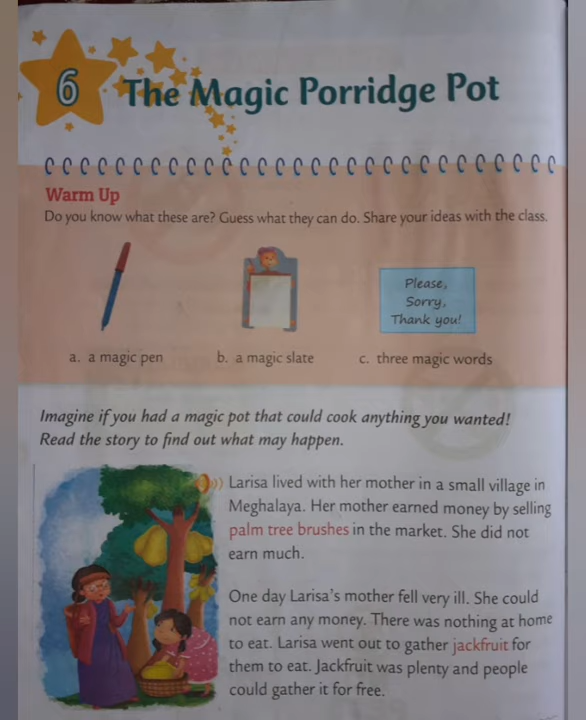 6
The Magic Porridge Pot
Warm Up
Do you know what these are? Guess what they can do. Share your ideas with the class.
Please,
Sorry,
Thank you!
a. a magic pen
b. a magic slate
c. three magic words
Imagine if you had a magic pot that could cook anything you wanted!
Read the story to find out what may happen.
Larisa lived with her mother in a small village in
Meghalaya. Her mother earned money by selling
palm tree brushes in the market. She did not
earn much.
One day Larisa's mother fell very ill. She could
not earn any money. There was nothing at home
to eat. Larisa went out to gather jackfruit for
them to eat. Jackfruit was plenty and people
could gather it for free.